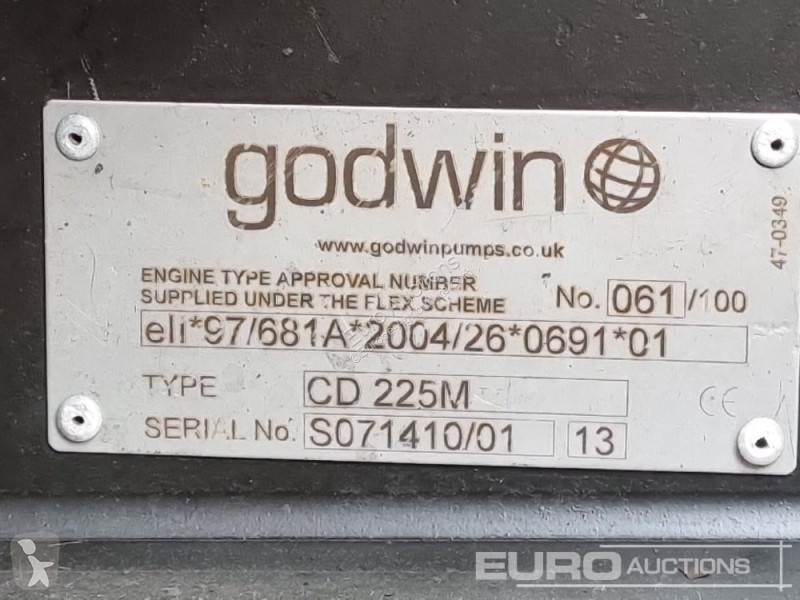 godwin
www.godwinpumps.co.uk
47-0349
ENGINE TYPE APPROVAL NUMBER
SUPPLIED UNDER THE FLEX SCHEME
No. 061/100
eli*97/681A*2004/26*0691*01
TYPE CD 225M
CE
SERIAL No. S071410/01 13
EURO AUCTIONS